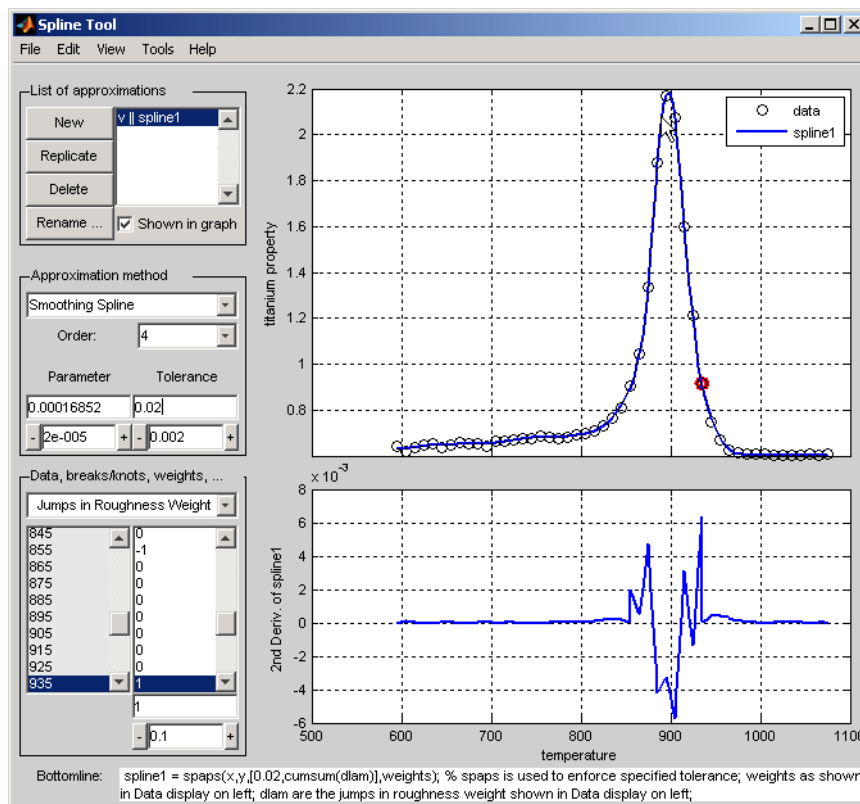 Spline Tool
File Edit View Tools Help
List of approximations
New
Replicate
Delete
Rename ...
v || spline1
Shown in graph
Approximation method
Smoothing Spline
Order: 4
Parameter Tolerance
0.00016852 0.02
- 2e-005 + - 0.002 +
Data, breaks/knots, weights, ...
Jumps in Roughness Weight
845 0
855 -1
865 0
875 0
885 0
895 0
905 0
915 0
925 0
935 1
1
- 0.1 +
2.2
2
1.8
1.6
1.4
1.2
1
0.8
titanium property
data
spline1
x 10-3
8
6
4
2
0
-2
-4
-6
2nd Deriv. of spline1
500 600 700 800 900 1000 1100
temperature
Bottomline: spline1 = spaps(x,y,[0.02,cumsum(dlam)],weights); % spaps is used to enforce specified tolerance; weights as shown
in Data display on left; dlam are the jumps in roughness weight shown in Data display on left;